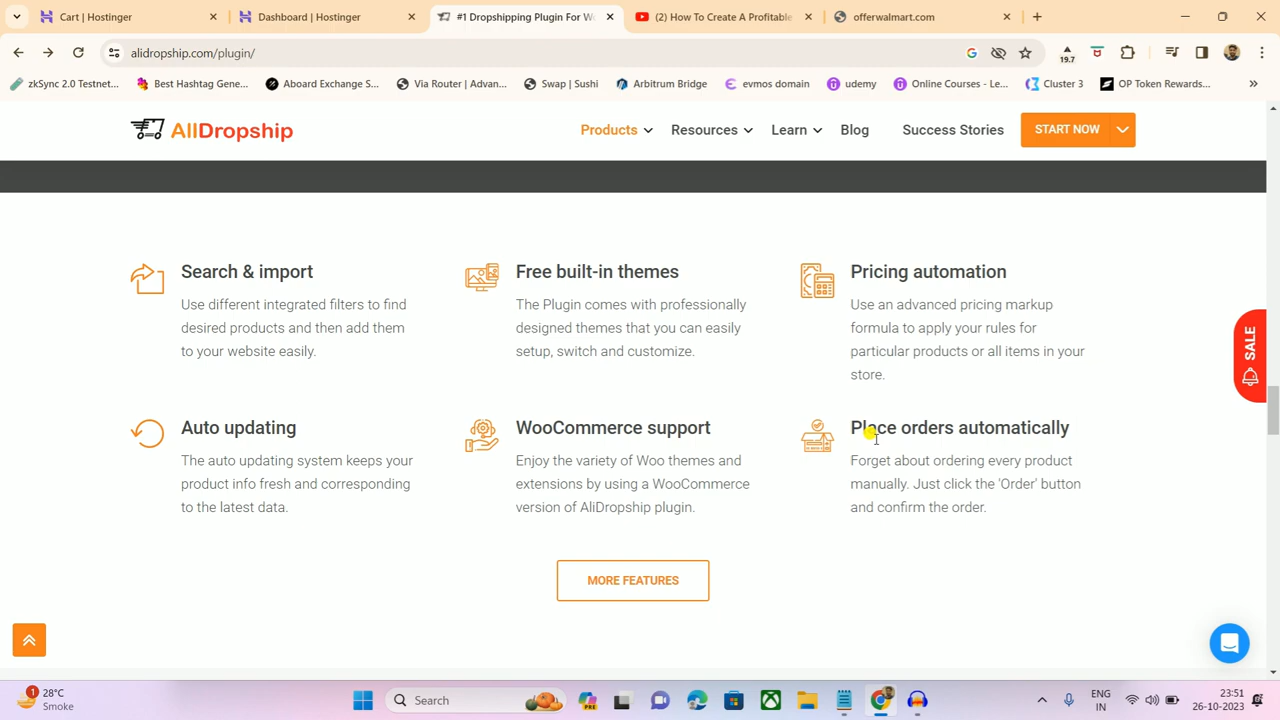 Cart | Hostinger
Dashboard | Hostinger
#1 Dropshipping Plugin For Wo
(2) How To Create A Profitable
offerwalmart.com
alidropship.com/plugin/
19.7
zkSync 2.0 Testnet...
Best Hashtag Gene...
Aboard Exchange S...
Via Router | Advan...
Swap | Sushi
Arbitrum Bridge
evmos domain
udemy
Online Courses - Le...
Cluster 3
OP Token Rewards...
AliDropship
Products
Resources
Learn
Blog
Success Stories
START NOW
Search & import
Use different integrated filters to find
desired products and then add them
to your website easily.
Free built-in themes
The Plugin comes with professionally
designed themes that you can easily
setup, switch and customize.
Pricing automation
Use an advanced pricing markup
formula to apply your rules for
particular products or all items in your
store.
SALE
Auto updating
The auto updating system keeps your
product info fresh and corresponding
to the latest data.
WooCommerce support
Enjoy the variety of Woo themes and
extensions by using a WooCommerce
version of AliDropship plugin.
Place orders automatically
Forget about ordering every product
manually. Just click the 'Order' button
and confirm the order.
MORE FEATURES
1
28°C
Smoke
Search
PRE
ENG
IN
23:51
26-10-2023